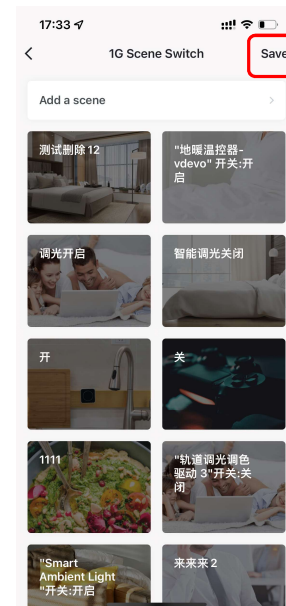 17:33
1G Scene Switch
Save
Add a scene
测试删除 12
"地暖温控器-
vdevo" 开关:开
启
调光开启
智能调光关闭
开
关
1111
"轨道调光调色
驱动 3"开关:关
闭
"Smart
Ambient Light
"开关:开启
来来来 2